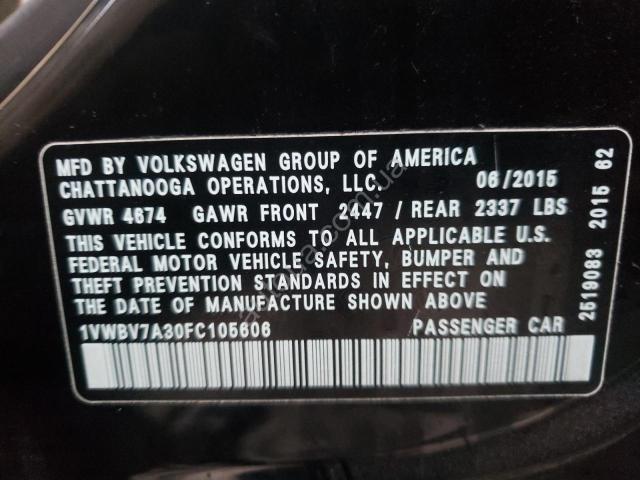 MFD BY VOLKSWAGEN GROUP OF AMERICA
CHATTANOOGA OPERATIONS, LLC. 06/2015
GVWR 4674 GAWR FRONT 2447 / REAR 2337 LBS
THIS VEHICLE CONFORMS TO ALL APPLICABLE U.S.
FEDERAL MOTOR VEHICLE SAFETY, BUMPER AND
THEFT PREVENTION STANDARDS IN EFFECT ON
THE DATE OF MANUFACTURE SHOWN ABOVE
1VWBV7A30FC105606 PASSENGER CAR
2519083 2015 62